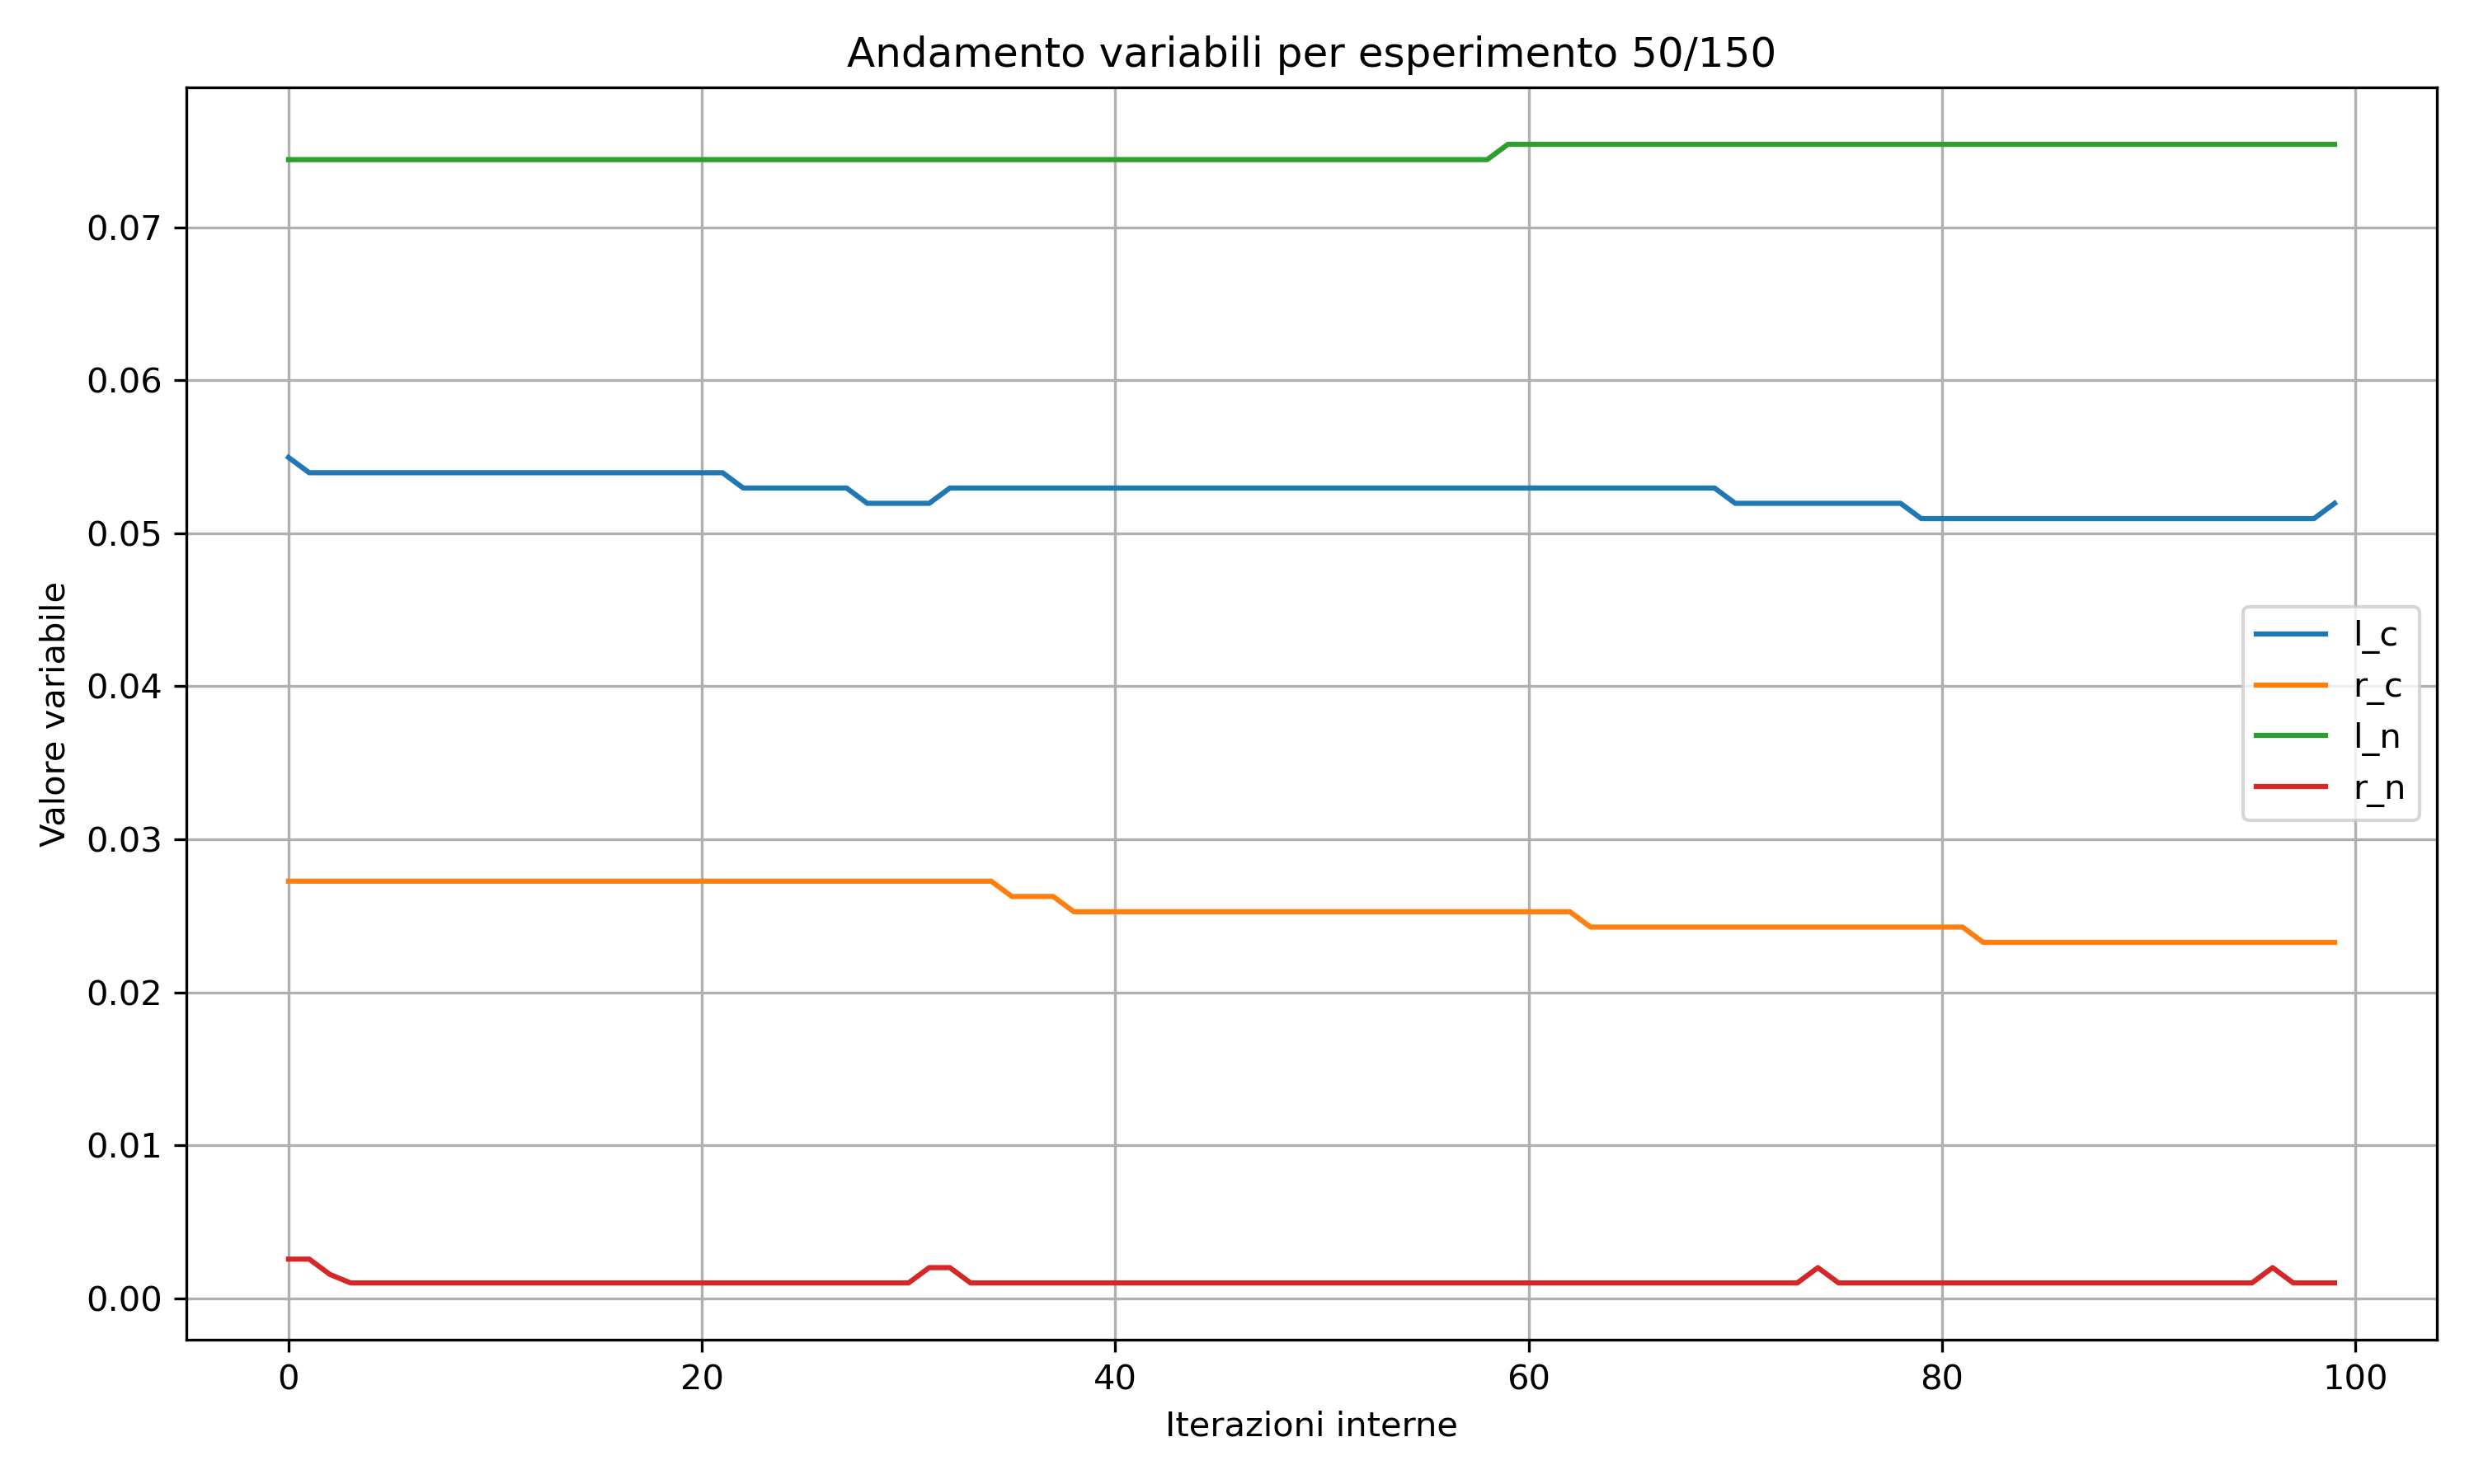 Andamento variabili per esperimento 50/150
Valore variabile
0.07
0.06
0.05
0.04
0.03
0.02
0.01
0.00
0 20 40 60 80 100
Iterazioni interne
l_c
r_c
l_n
r_n